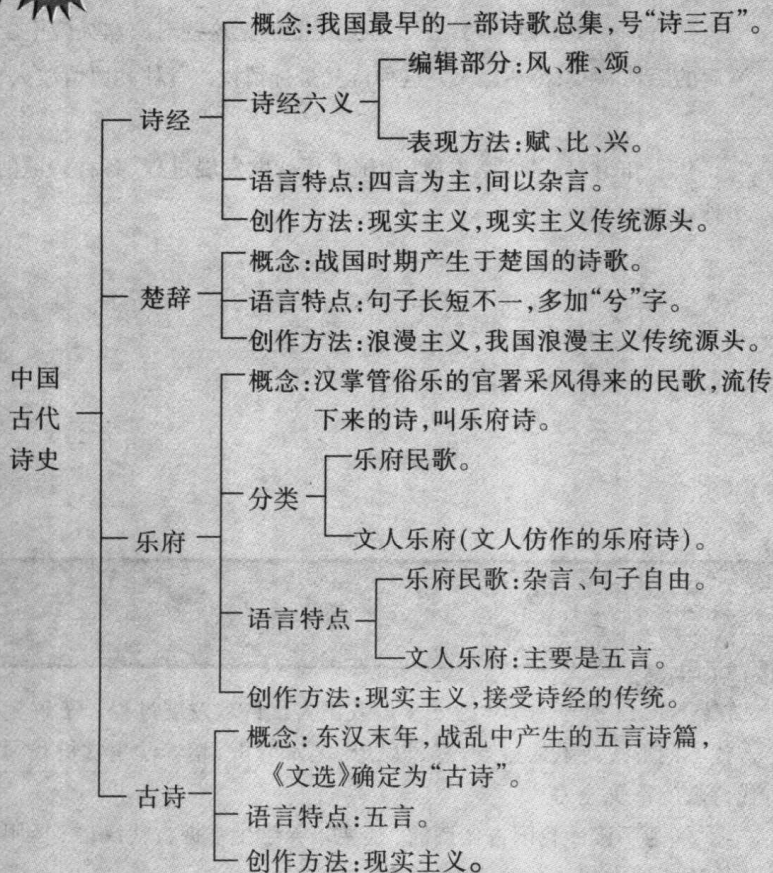 概念:我国最早的一部诗歌总集,号“诗三百”。
编辑部分:风、雅、颂。
诗经六义
诗经
表现方法:赋、比、兴。
语言特点:四言为主,间以杂言。
创作方法:现实主义,现实主义传统源头。
概念:战国时期产生于楚国的诗歌。
楚辞
语言特点:句子长短不一,多加“兮”字。
创作方法:浪漫主义,我国浪漫主义传统源头。
中国
古代
诗史
概念:汉掌管俗乐的官署采风得来的民歌,流传
下来的诗,叫乐府诗。
乐府民歌。
分类
乐府
文人乐府(文人仿作的乐府诗)。
乐府民歌:杂言、句子自由。
语言特点
文人乐府:主要是五言。
创作方法:现实主义,接受诗经的传统。
概念:东汉末年,战乱中产生的五言诗篇,
《文选》确定为“古诗”。
古诗
语言特点:五言。
创作方法:现实主义。